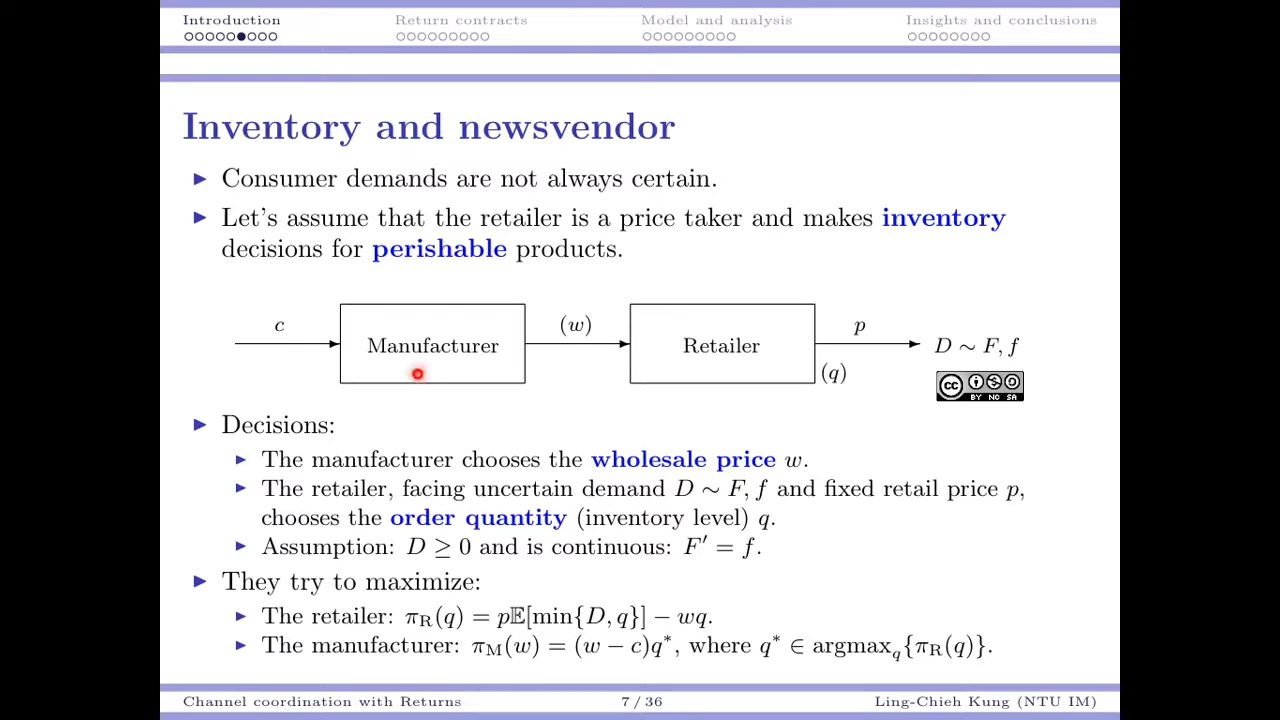 Introduction Return contracts Model and analysis Insights and conclusions
Inventory and newsvendor
Consumer demands are not always certain.
Let's assume that the retailer is a price taker and makes inventory
decisions for perishable products.
c (w) p
Manufacturer Retailer D ∼ F, f
(q)
cc BY NC SA
Decisions:
The manufacturer chooses the wholesale price w.
The retailer, facing uncertain demand D ∼ F, f and fixed retail price p,
chooses the order quantity (inventory level) q.
Assumption: D ≥ 0 and is continuous: F′ = f.
They try to maximize:
The retailer: π_R(q) = p𝔼[min{D, q}] − wq.
The manufacturer: π_M(w) = (w − c)q*, where q* ∈ argmax_q{π_R(q)}.
Channel coordination with Returns 7 / 36 Ling-Chieh Kung (NTU IM)